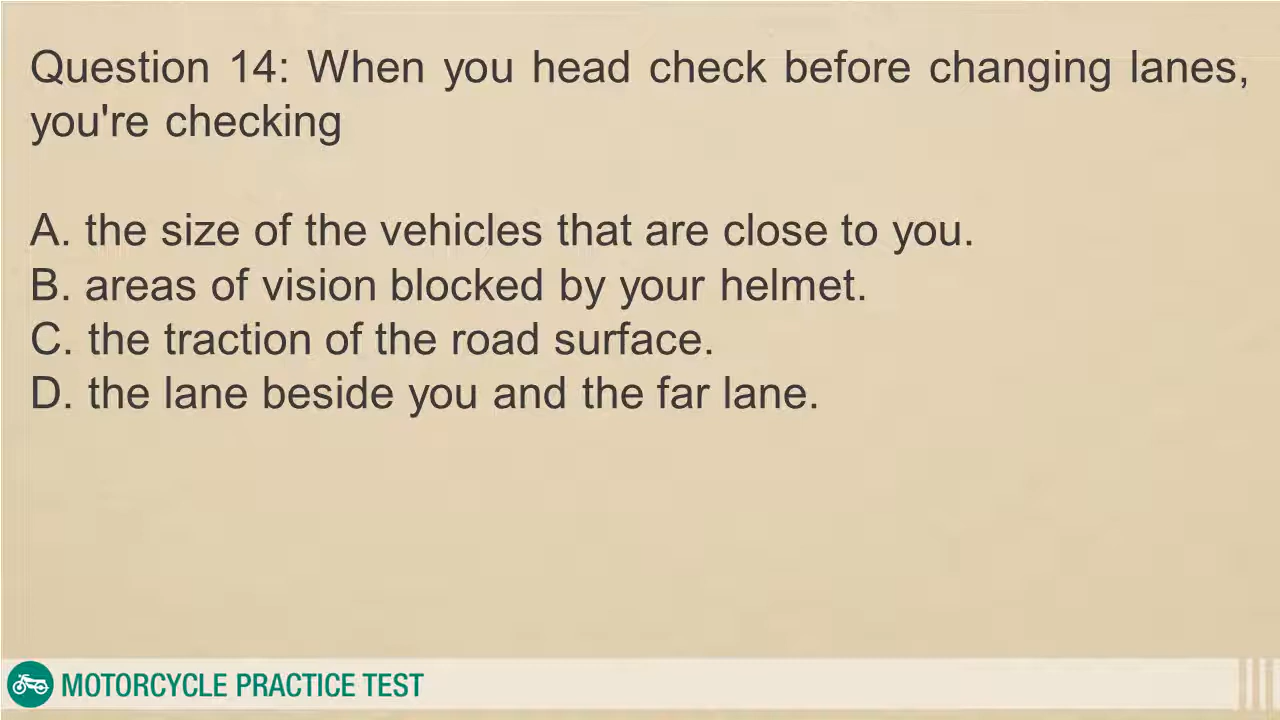 Question 14: When you head check before changing lanes,
you're checking
A. the size of the vehicles that are close to you.
B. areas of vision blocked by your helmet.
C. the traction of the road surface.
D. the lane beside you and the far lane.
MOTORCYCLE PRACTICE TEST